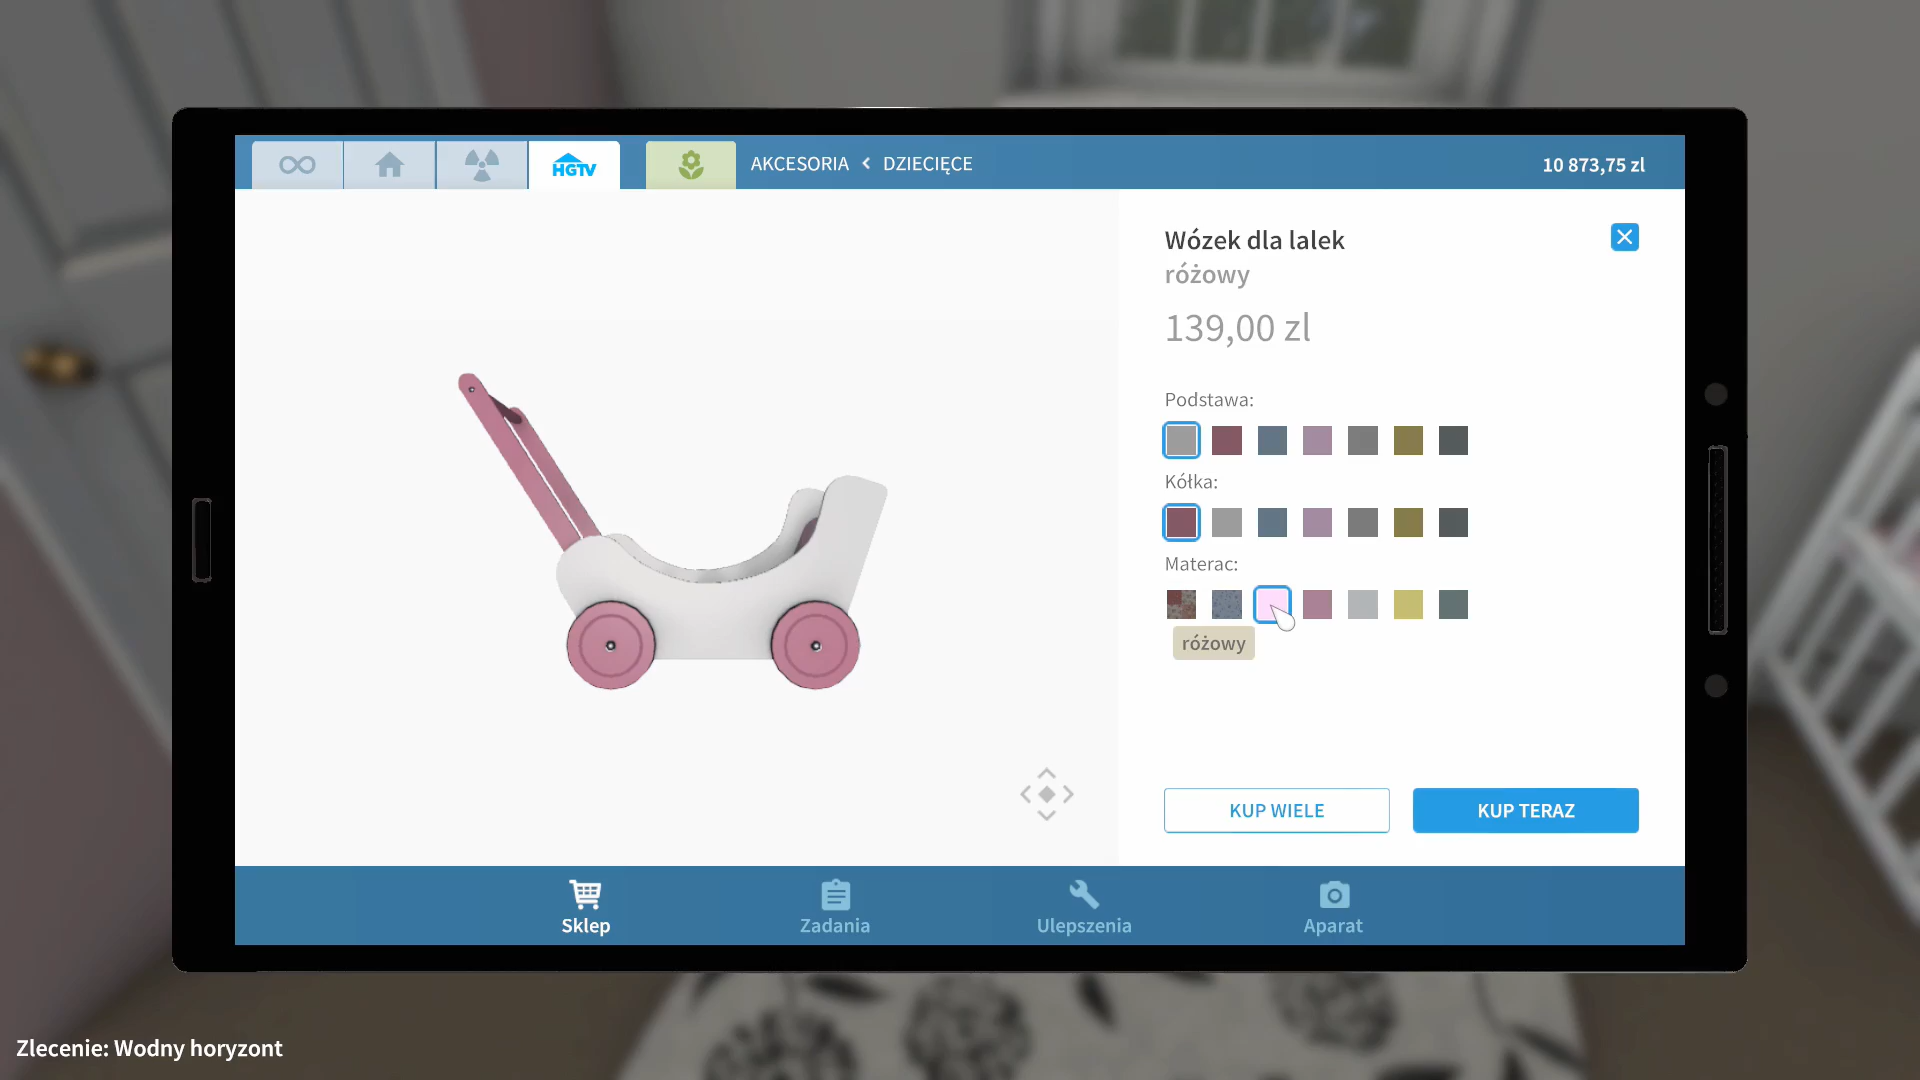 HGTV
AKCESORIA < DZIECIĘCE
10 873,75 zl
Wózek dla lalek
różowy
139,00 zl
Podstawa:
Kółka:
Materac:
różowy
KUP WIELE
KUP TERAZ
Sklep
Zadania
Ulepszenia
Aparat
Zlecenie: Wodny horyzont